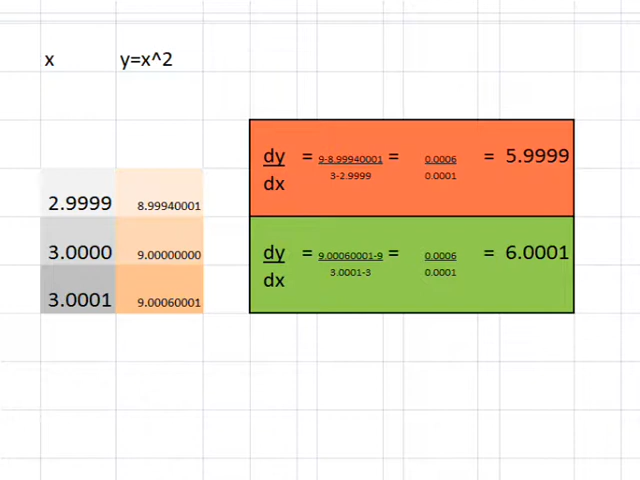 x y=x^2
dy = 9-8.99940001 = 0.0006 = 5.9999
dx 3-2.9999 0.0001
2.9999 8.99940001
3.0000 9.00000000
dy = 9.00060001-9 = 0.0006 = 6.0001
dx 3.0001-3 0.0001
3.0001 9.00060001